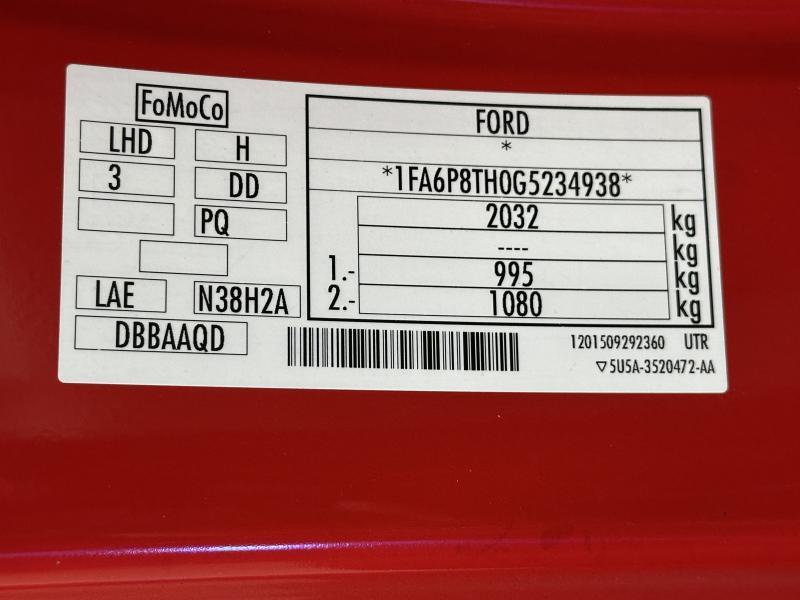 FoMoCo
LHD H
3 DD
PQ
LAE N38H2A
DBBAAQD
FORD
*
*1FA6P8TH0G5234938*
2032 kg
---- kg
1.- 995 kg
2.- 1080 kg
1201509292360 UTR
▽5U5A-3520472-AA